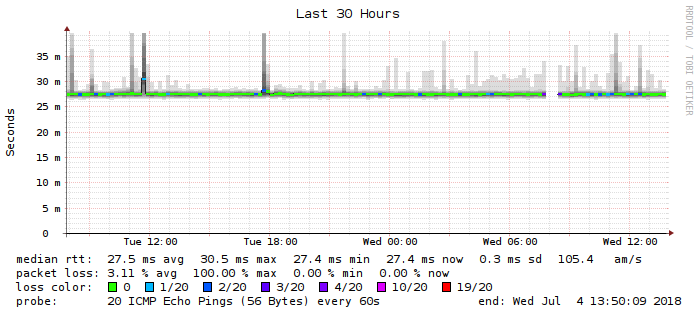 Last 30 Hours
RRDTOOL / TOBI OETIKER
Seconds
35 m
30 m
25 m
20 m
15 m
10 m
5 m
0
Tue 12:00 Tue 18:00 Wed 00:00 Wed 06:00 Wed 12:00
median rtt: 27.5 ms avg 30.5 ms max 27.4 ms min 27.4 ms now 0.3 ms sd 105.4 am/s
packet loss: 3.11 % avg 100.00 % max 0.00 % min 0.00 % now
loss color: 0 1/20 2/20 3/20 4/20 10/20 19/20
probe: 20 ICMP Echo Pings (56 Bytes) every 60s end: Wed Jul 4 13:50:09 2018